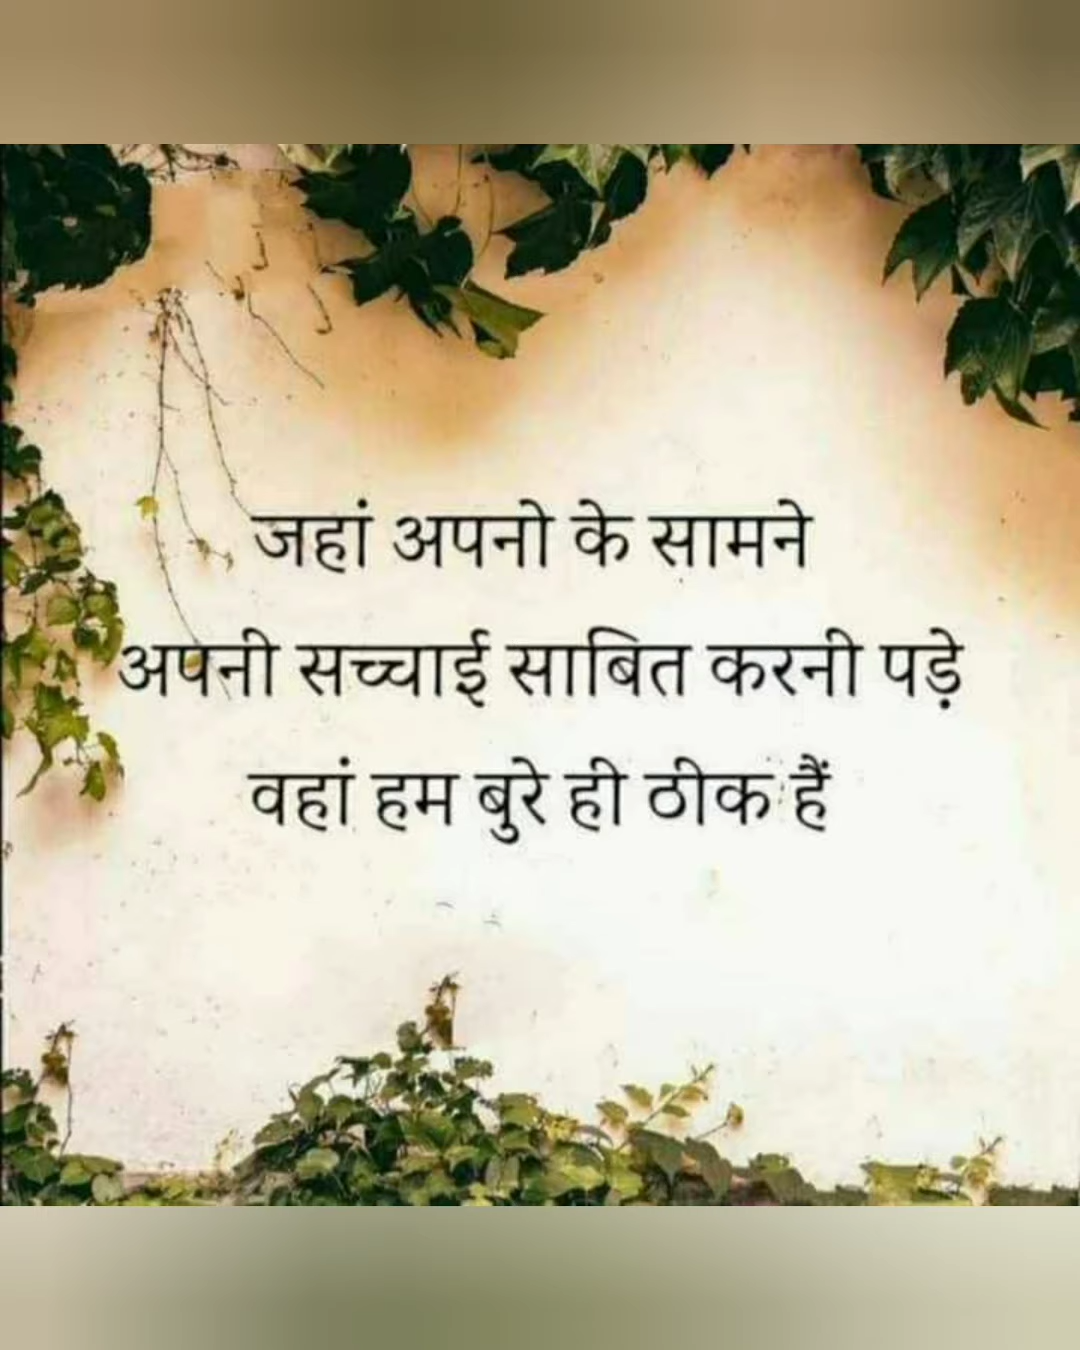 जहां अपनो के सामने
अपनी सच्चाई साबित करनी पड़े
वहां हम बुरे ही ठीक हैं